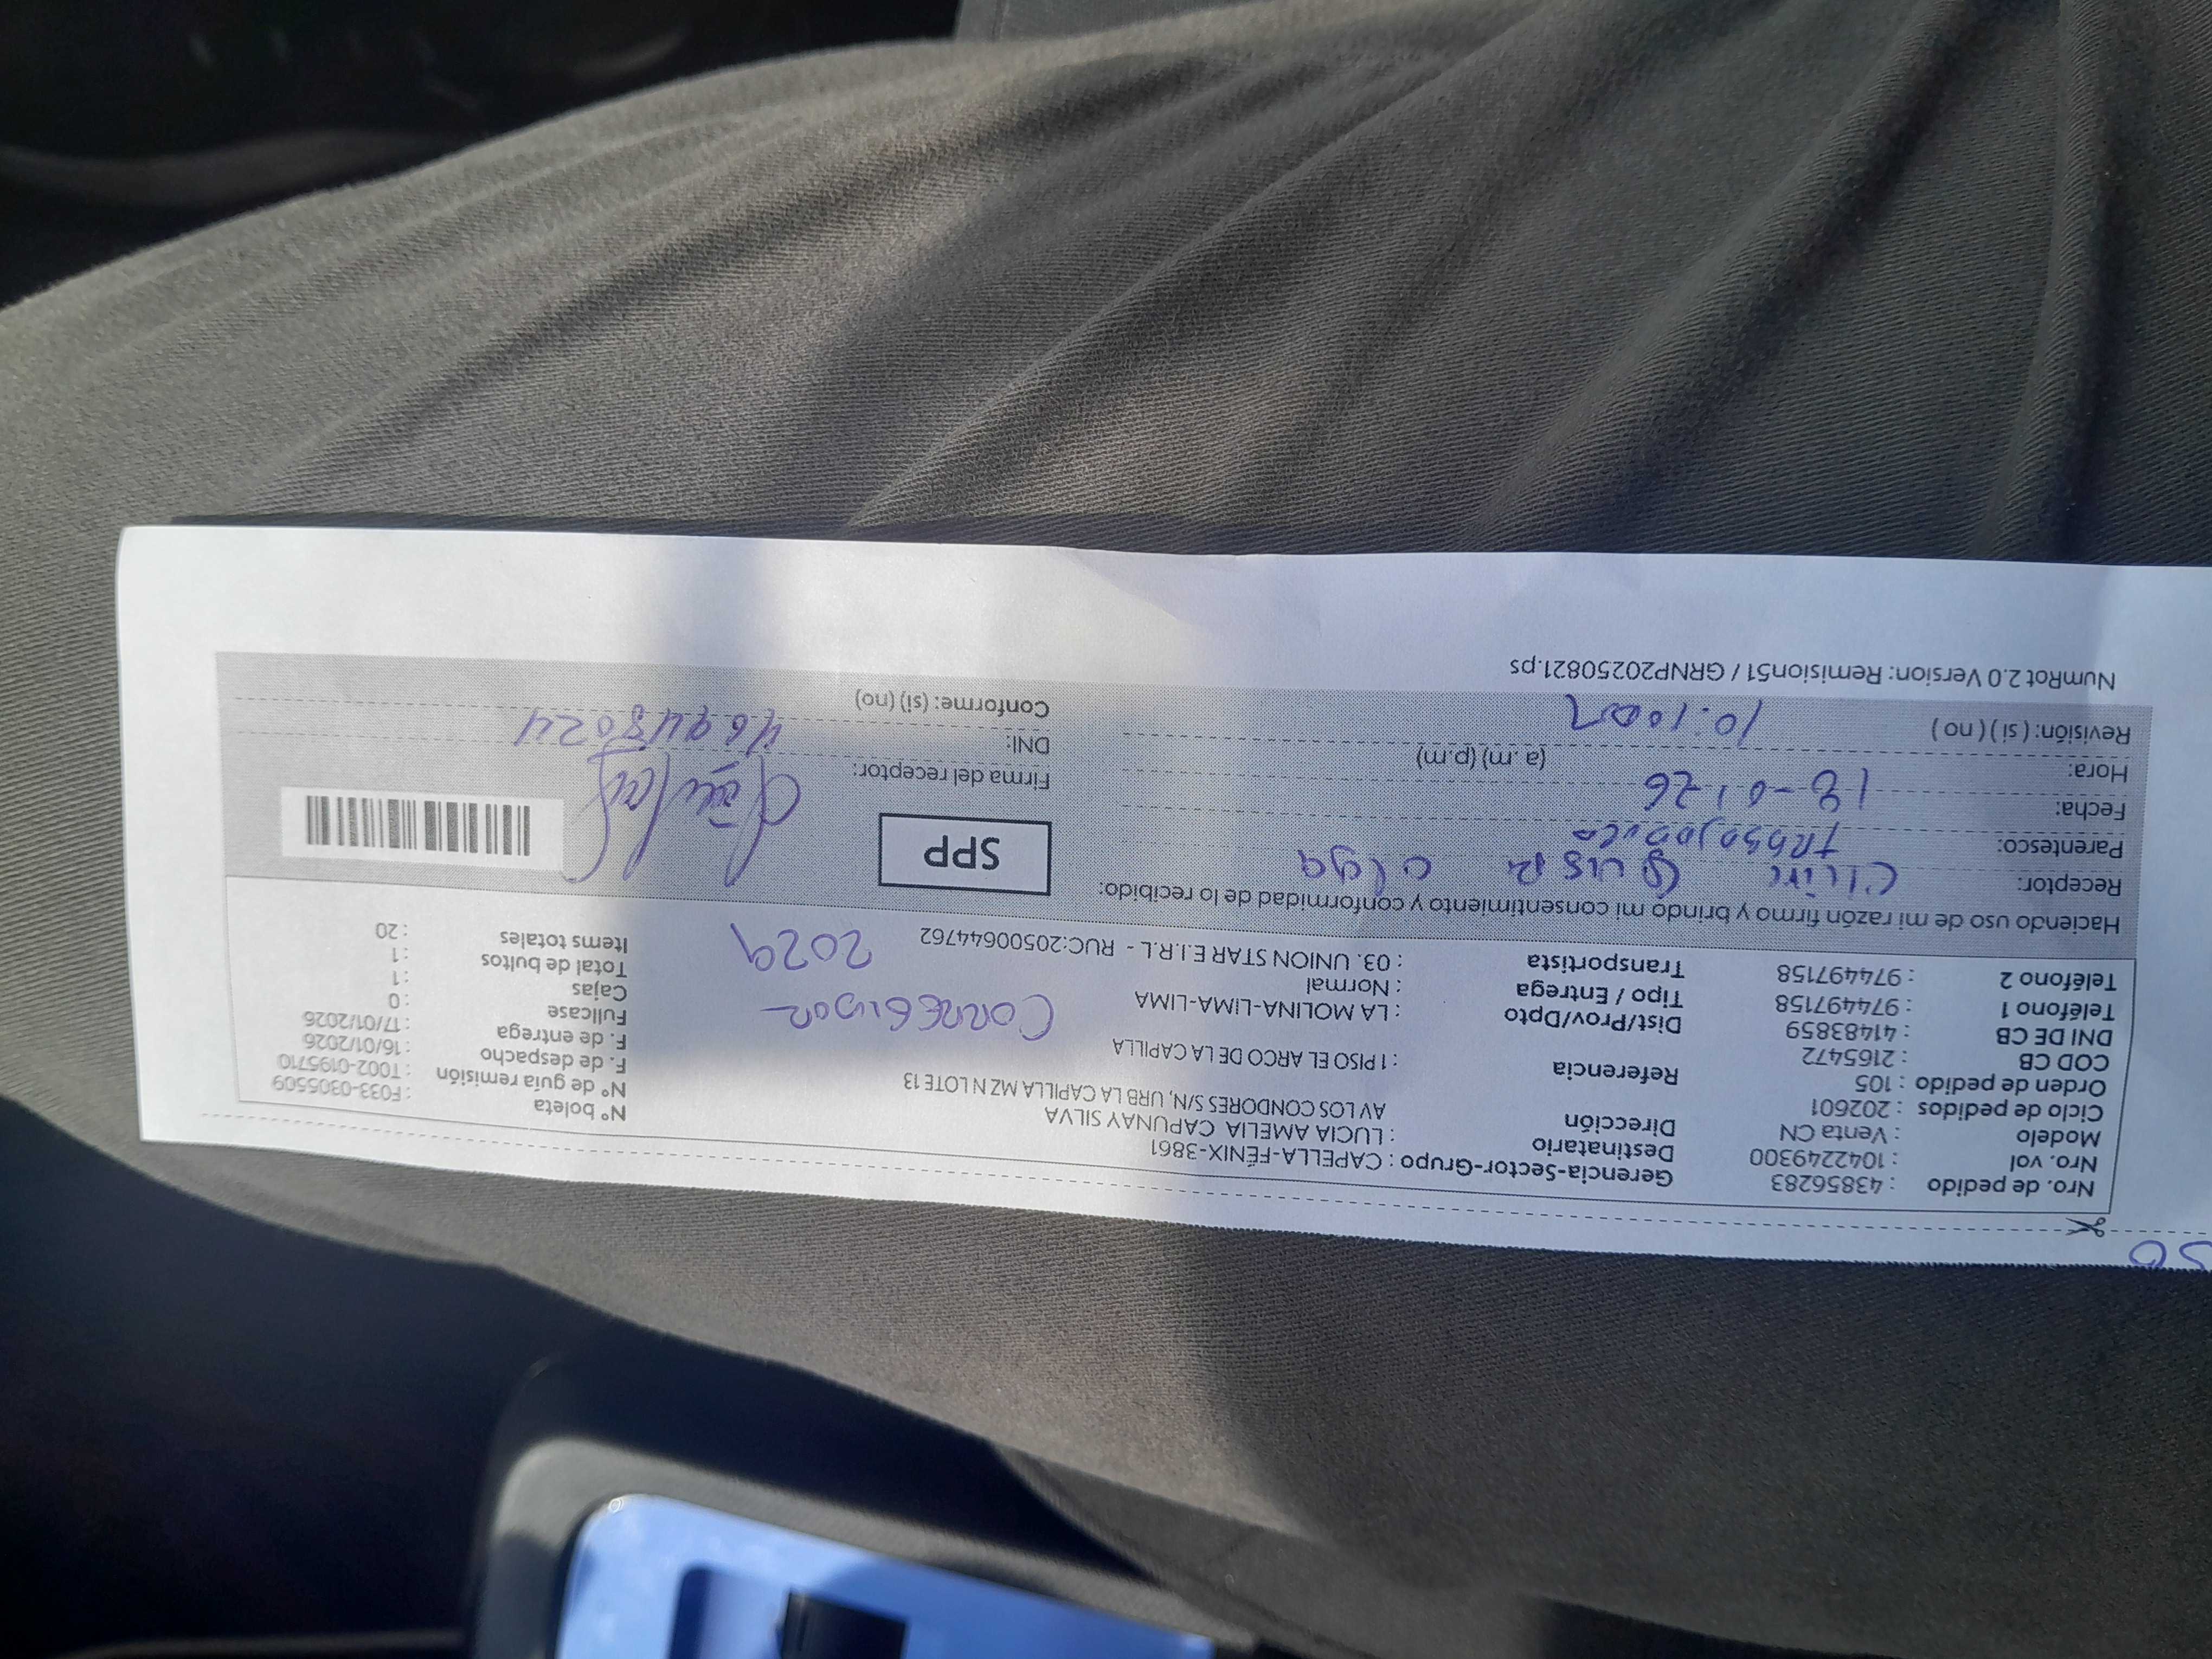 Nro. de pedido : 43856283
Nro. vol : 1042249300
Modelo : Venta CN
Ciclo de pedidos : 202601
Orden de pedido : 105
COD CB : 2165472
DNI DE CB : 41483859
Teléfono 1 : 974497158
Teléfono 2 : 974497158
Gerencia-Sector-Grupo : CAPELLA-FÉNIX-3861
Destinatario : LUCIA AMELIA CAPUNAY SILVA
Dirección AV LOS CONDORES S/N, URB LA CAPILLA MZ N LOTE 13
Referencia : 1 PISO EL ARCO DE LA CAPILLA
Dist/Prov/Dpto : LA MOLINA-LIMA-LIMA
Tipo / Entrega : Normal
Transportista : 03. UNION STAR E.I.R.L - RUC:20500644762
2029
N° boleta : F033-0305509
N° de guía remisión : T002-0195710
F. de despacho : 16/01/2026
F. de entrega : 17/01/2026
Fullcase : 0
Cajas : 1
Total de bultos : 1
Items totales : 20
Haciendo uso de mi razón firmo y brindo mi consentimiento y conformidad de lo recibido:
Receptor: olga
Parentesco:
Fecha: 18-01-26
Hora: (a. m) (p.m)
Revisión: ( si ) ( no ) 10:10
SPP
Firma del receptor:
DNI: 46948024
Conforme: (si) (no)
NumRot 2.0 Version: Remision51 / GRNP20250821.ps